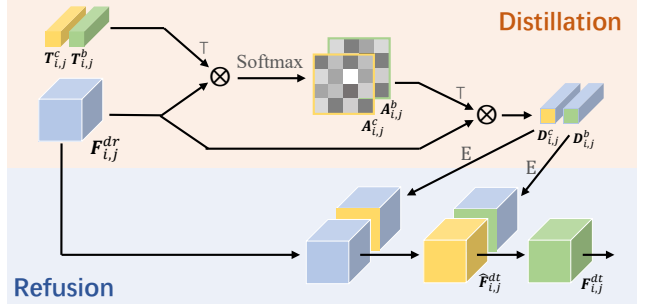 Distillation
T^c_{i,j} T^b_{i,j}
T
Softmax
T
A^b_{i,j}
A^c_{i,j}
D^c_{i,j} D^b_{i,j}
F^{dr}_{i,j}
E
E
F̂^{dt}_{i,j}
F^{dt}_{i,j}
Refusion